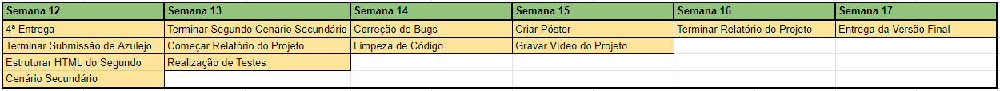 Semana 12 Semana 13 Semana 14 Semana 15 Semana 16 Semana 17
4ª Entrega Terminar Segundo Cenário Secundário Correção de Bugs Criar Póster Terminar Relatório do Projeto Entrega da Versão Final
Terminar Submissão de Azulejo Começar Relatório do Projeto Limpeza de Código Gravar Vídeo do Projeto
Estruturar HTML do Segundo Realização de Testes
Cenário Secundário